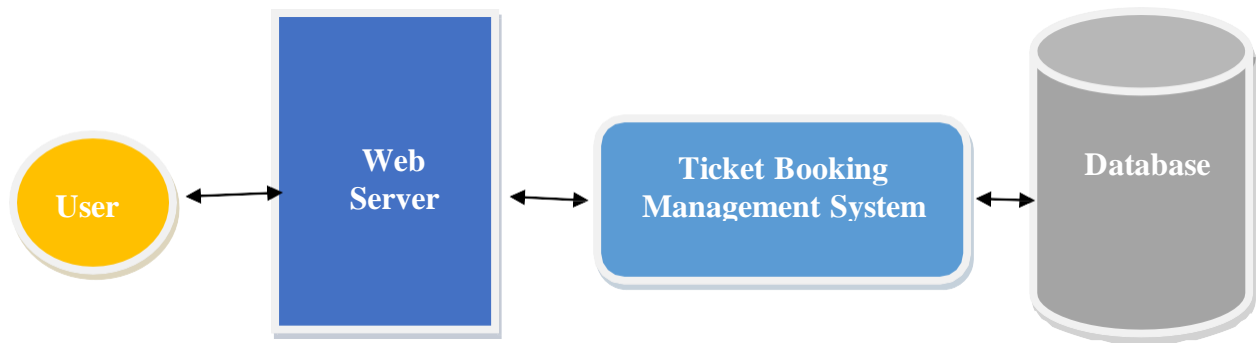 User
Web
Server
Ticket Booking
Management System
Database